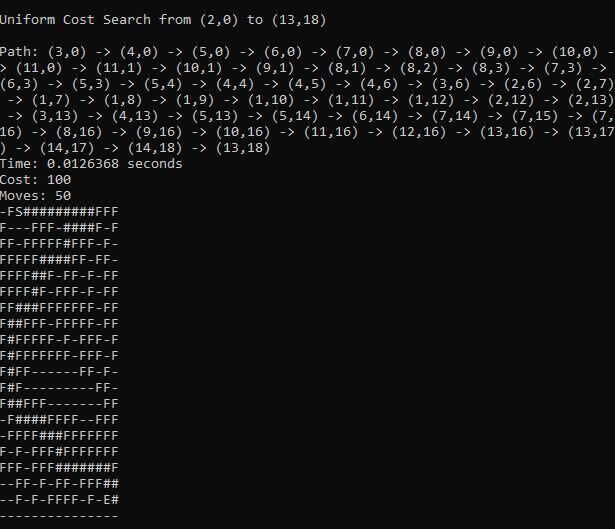 Uniform Cost Search from (2,0) to (13,18)
Path: (3,0) -> (4,0) -> (5,0) -> (6,0) -> (7,0) -> (8,0) -> (9,0) -> (10,0) -
> (11,0) -> (11,1) -> (10,1) -> (9,1) -> (8,1) -> (8,2) -> (8,3) -> (7,3) ->
(6,3) -> (5,3) -> (5,4) -> (4,4) -> (4,5) -> (4,6) -> (3,6) -> (2,6) -> (2,7)
-> (1,7) -> (1,8) -> (1,9) -> (1,10) -> (1,11) -> (1,12) -> (2,12) -> (2,13)
-> (3,13) -> (4,13) -> (5,13) -> (5,14) -> (6,14) -> (7,14) -> (7,15) -> (7,
16) -> (8,16) -> (9,16) -> (10,16) -> (11,16) -> (12,16) -> (13,16) -> (13,17
) -> (14,17) -> (14,18) -> (13,18)
Time: 0.0126368 seconds
Cost: 100
Moves: 50
-FS#########FFF
F---FFF-####F-F
FF-FFFFF#FFF-F-
FFFFF####FF-FF-
FFFF##F-FF-F-FF
FFFF#F-FFF-F-FF
FF###FFFFFFF-FF
F##FFF-FFFFF-FF
F#FFFFF-F-FFF-F
F#FFFFFFF-FFF-F
F#FF------FF-F-
F#F---------FF-
F##FFF-------FF
-F####FFFF--FFF
-FFFF###FFFFFFF
F-F-FFF#FFFFFFF
FFF-FFF#######F
--FF-F-FF-FFF##
--F-F-FFFF-F-E#
---------------